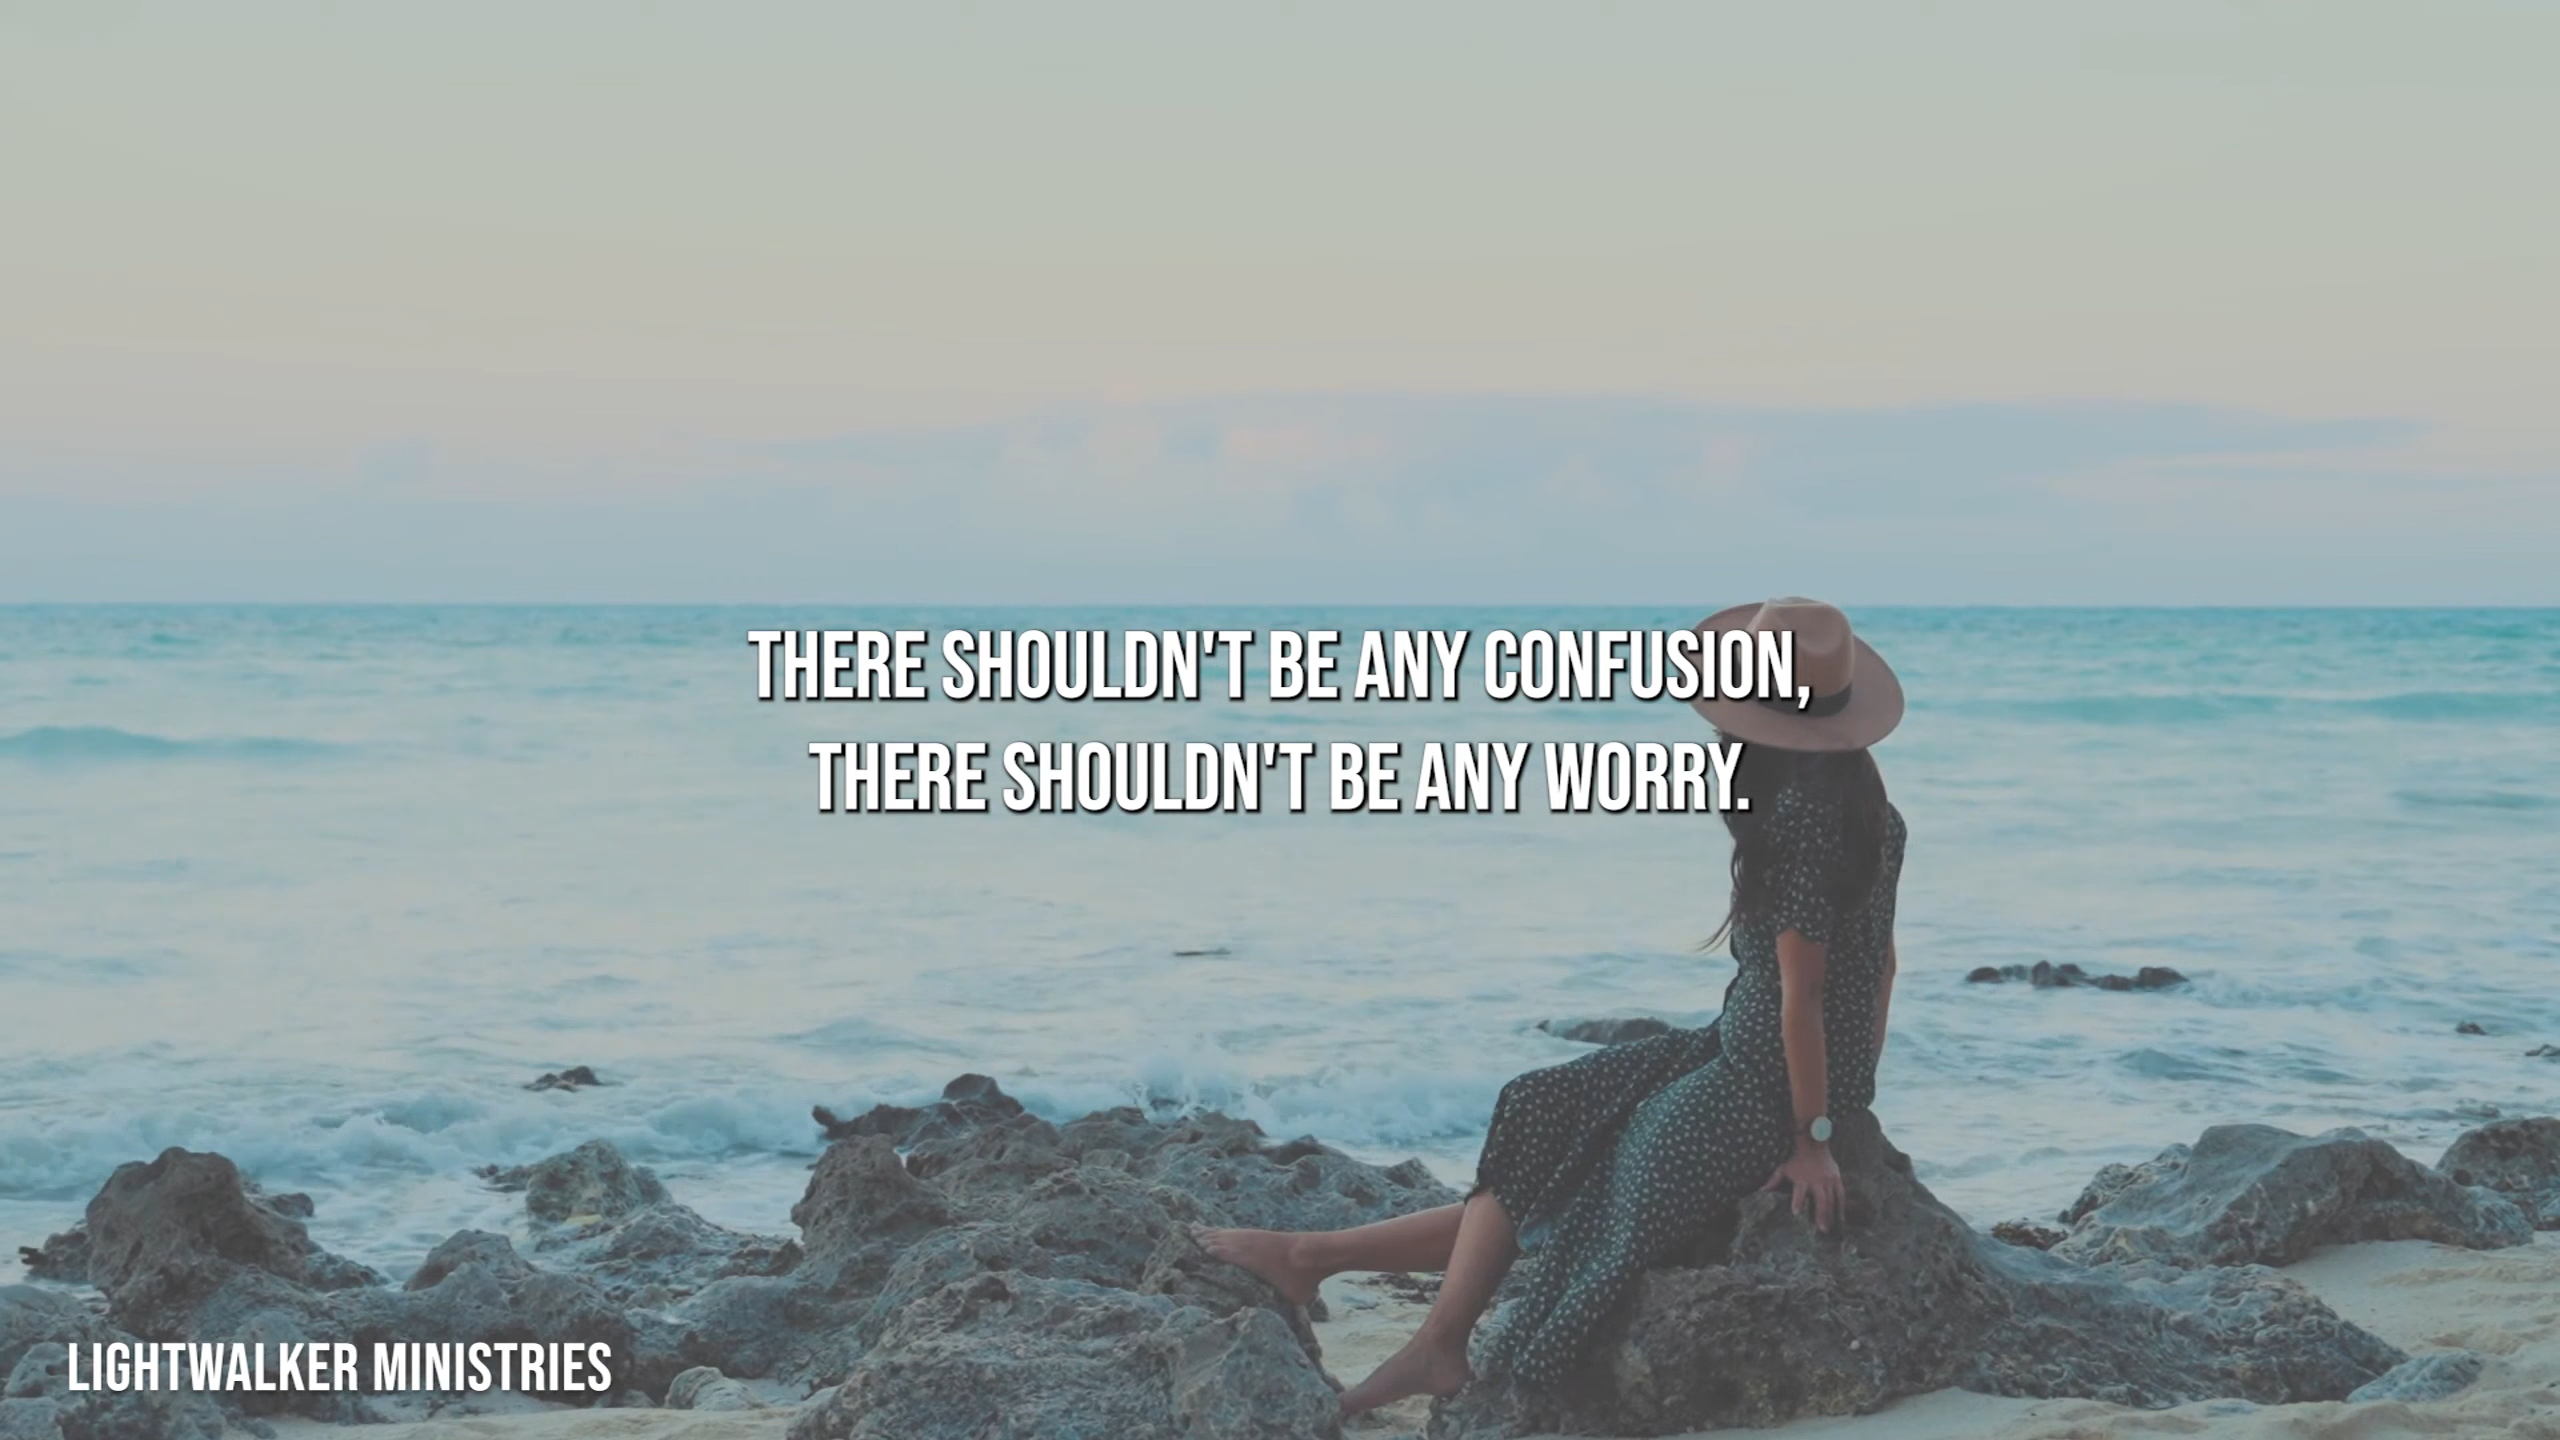 THERE SHOULDN'T BE ANY CONFUSION,
THERE SHOULDN'T BE ANY WORRY.
LIGHTWALKER MINISTRIES